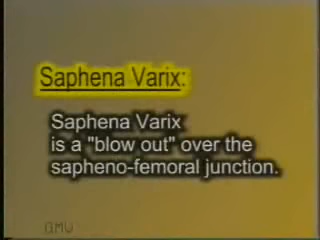 Saphena Varix:
Saphena Varix
is a "blow out" over the
sapheno-femoral junction.